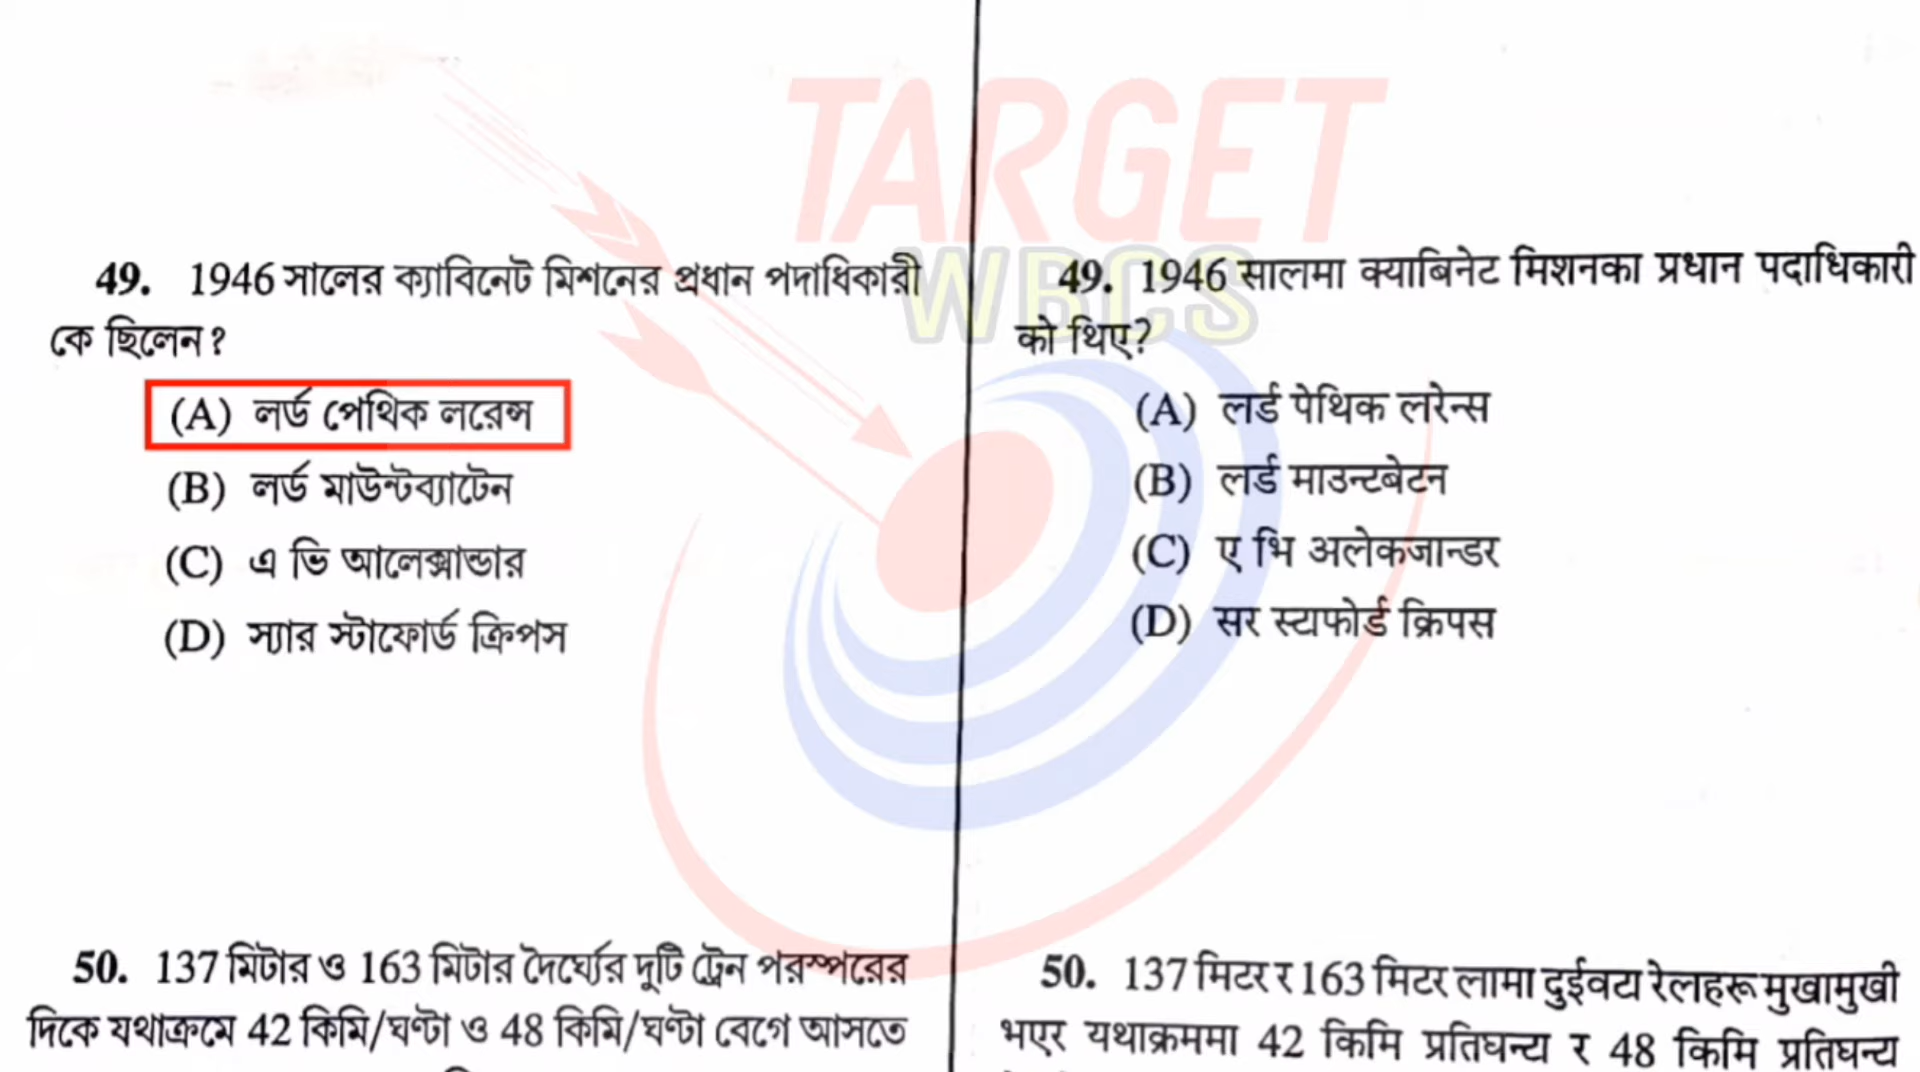 TARGET
WBCS
49. 1946 সালের ক্যাবিনেট মিশনের প্রধান পদাধিকারী
কে ছিলেন?
(A) লর্ড পেথিক লরেন্স
(B) লর্ড মাউন্টব্যাটেন
(C) এ ভি আলেক্সান্ডার
(D) স্যার স্টাফোর্ড ক্রিপস
50. 137 মিটার ও 163 মিটার দৈর্ঘ্যের দুটি ট্রেন পরস্পরের
দিকে যথাক্রমে 42 কিমি/ঘণ্টা ও 48 কিমি/ঘণ্টা বেগে আসতে
49. 1946 सालमा क्याबिनेट मिशनका प्रधान पदाधिकारी
को थिए?
(A) लर्ड पेथिक लरेन्स
(B) लर्ड माउन्टबेटन
(C) ए भि अलेकजान्डर
(D) सर स्टाफोर्ड क्रिपस
50. 137 मिटर र 163 मिटर लामा दुईवटा रेलहरू मुखामुखी
भएर यथाक्रममा 42 किमि प्रतिघन्टा र 48 किमि प्रतिघन्टा